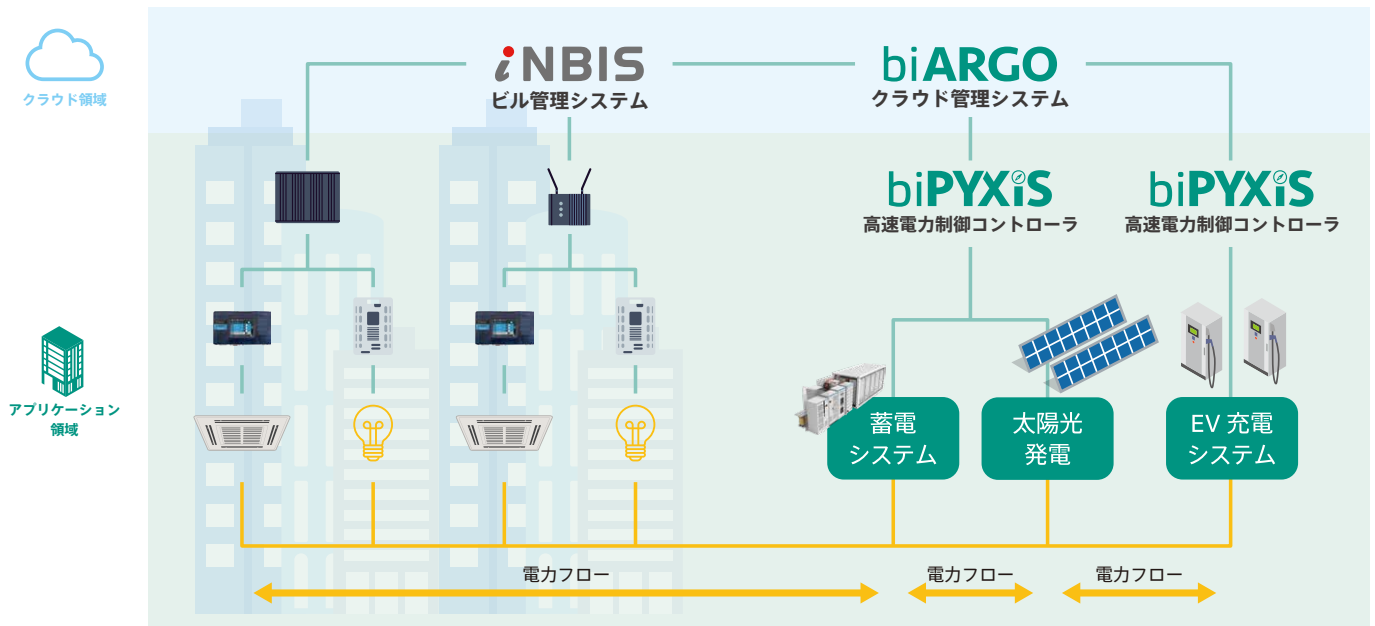 クラウド領域
iNBIS
ビル管理システム
biARGO
クラウド管理システム
biPYXiS
高速電力制御コントローラ
biPYXiS
高速電力制御コントローラ
アプリケーション
領域
蓄電
システム
太陽光
発電
EV 充電
システム
電力フロー
電力フロー
電力フロー